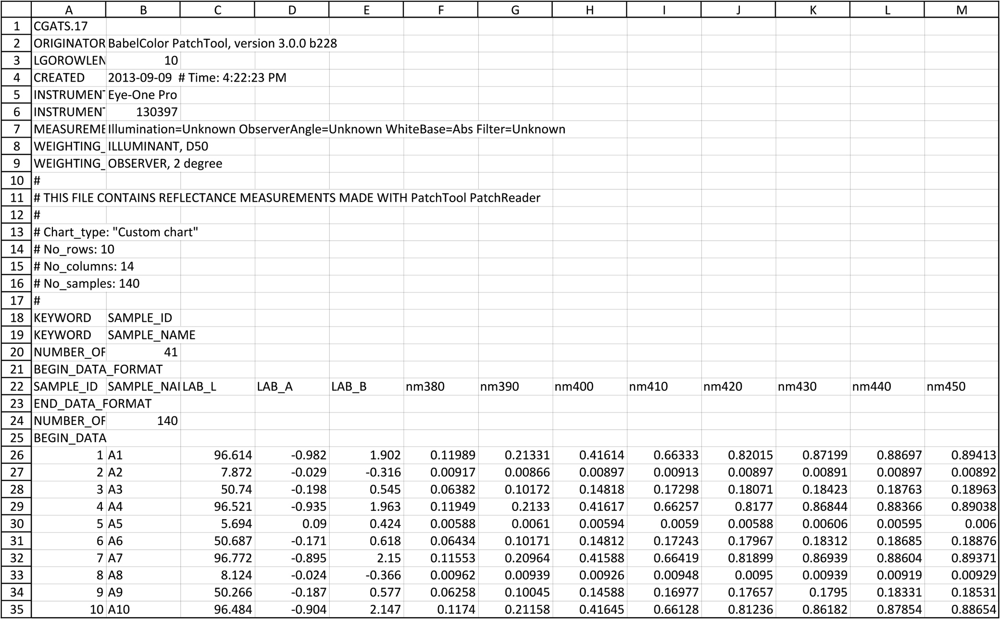 A B C D E F G H I J K L M
1 CGATS.17
2 ORIGINATOR BabelColor PatchTool, version 3.0.0 b228
3 LGOROWLEN 10
4 CREATED 2013-09-09 # Time: 4:22:23 PM
5 INSTRUMENT Eye-One Pro
6 INSTRUMENT 130397
7 MEASUREME Illumination=Unknown ObserverAngle=Unknown WhiteBase=Abs Filter=Unknown
8 WEIGHTING_ ILLUMINANT, D50
9 WEIGHTING_ OBSERVER, 2 degree
10 #
11 # THIS FILE CONTAINS REFLECTANCE MEASUREMENTS MADE WITH PatchTool PatchReader
12 #
13 # Chart_type: "Custom chart"
14 # No_rows: 10
15 # No_columns: 14
16 # No_samples: 140
17 #
18 KEYWORD SAMPLE_ID
19 KEYWORD SAMPLE_NAME
20 NUMBER_OF 41
21 BEGIN_DATA_FORMAT
22 SAMPLE_ID SAMPLE_NAI LAB_L LAB_A LAB_B nm380 nm390 nm400 nm410 nm420 nm430 nm440 nm450
23 END_DATA_FORMAT
24 NUMBER_OF 140
25 BEGIN_DATA
26 1 A1 96.614 -0.982 1.902 0.11989 0.21331 0.41614 0.66333 0.82015 0.87199 0.88697 0.89413
27 2 A2 7.872 -0.029 -0.316 0.00917 0.00866 0.00897 0.00913 0.00897 0.00891 0.00897 0.00892
28 3 A3 50.74 -0.198 0.545 0.06382 0.10172 0.14818 0.17298 0.18071 0.18423 0.18763 0.18963
29 4 A4 96.521 -0.935 1.963 0.11949 0.2133 0.41617 0.66257 0.8177 0.86844 0.88366 0.89038
30 5 A5 5.694 0.09 0.424 0.00588 0.0061 0.00594 0.0059 0.00588 0.00606 0.00595 0.006
31 6 A6 50.687 -0.171 0.618 0.06434 0.10171 0.14812 0.17243 0.17967 0.18312 0.18685 0.18876
32 7 A7 96.772 -0.895 2.15 0.11553 0.20964 0.41588 0.66419 0.81899 0.86939 0.88604 0.89371
33 8 A8 8.124 -0.024 -0.366 0.00962 0.00939 0.00926 0.00948 0.0095 0.00939 0.00919 0.00929
34 9 A9 50.266 -0.187 0.577 0.06258 0.10045 0.14588 0.16977 0.17657 0.1795 0.18331 0.18531
35 10 A10 96.484 -0.904 2.147 0.1174 0.21158 0.41645 0.66128 0.81236 0.86182 0.87854 0.88654